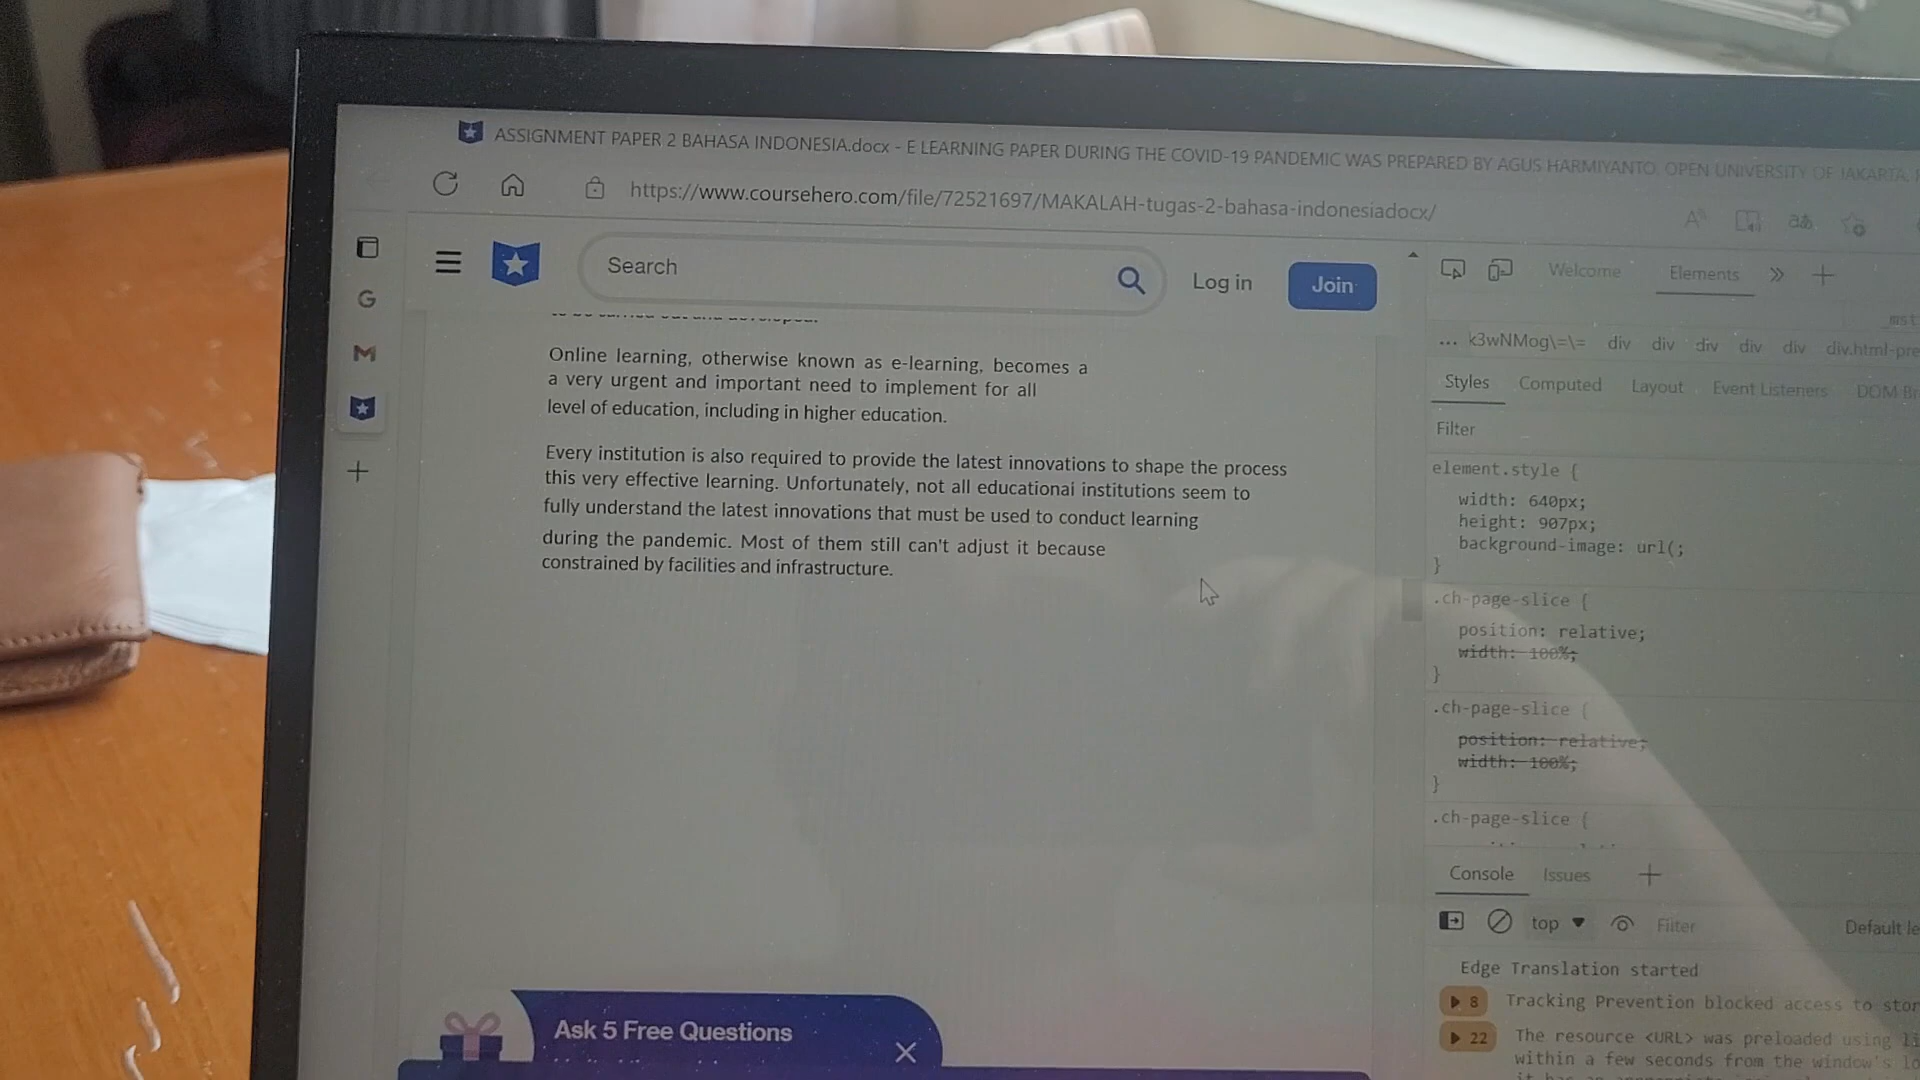 ASSIGNMENT PAPER 2 BAHASA INDONESIA.docx - E LEARNING PAPER DURING THE COVID-19 PANDEMIC WAS PREPARED BY AGUS HARMIYANTO, OPEN UNIVERSITY OF JAKARTA,
https://www.coursehero.com/file/72521697/MAKALAH-tugas-2-bahasa-indonesiadocx/
Search
Log in
Join
Online learning, otherwise known as e-learning, becomes a
a very urgent and important need to implement for all
level of education, including in higher education.
Every institution is also required to provide the latest innovations to shape the process
this very effective learning. Unfortunately, not all educational institutions seem to
fully understand the latest innovations that must be used to conduct learning
during the pandemic. Most of them still can't adjust it because
constrained by facilities and infrastructure.
Ask 5 Free Questions
Welcome
Elements
... k3wNMog\=\= div div div div div div.html-pre
Styles Computed Layout Event Listeners DOM Br
Filter
element.style {
width: 640px;
height: 907px;
background-image: url(;
}
.ch-page-slice {
position: relative;
width: 100%;
}
.ch-page-slice {
position: relative;
width: 100%;
}
.ch-page-slice {
Console Issues
top Filter Default le
Edge Translation started
8 Tracking Prevention blocked access to stor
22 The resource <URL> was preloaded using li
within a few seconds from the window's lo